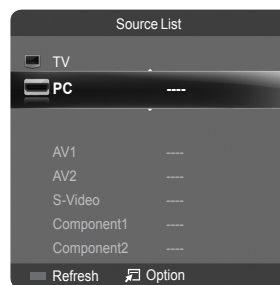 Source List
TV
PC ----
AV1 ----
AV2 ----
S-Video ----
Component1 ----
Component2 ----
Refresh Option